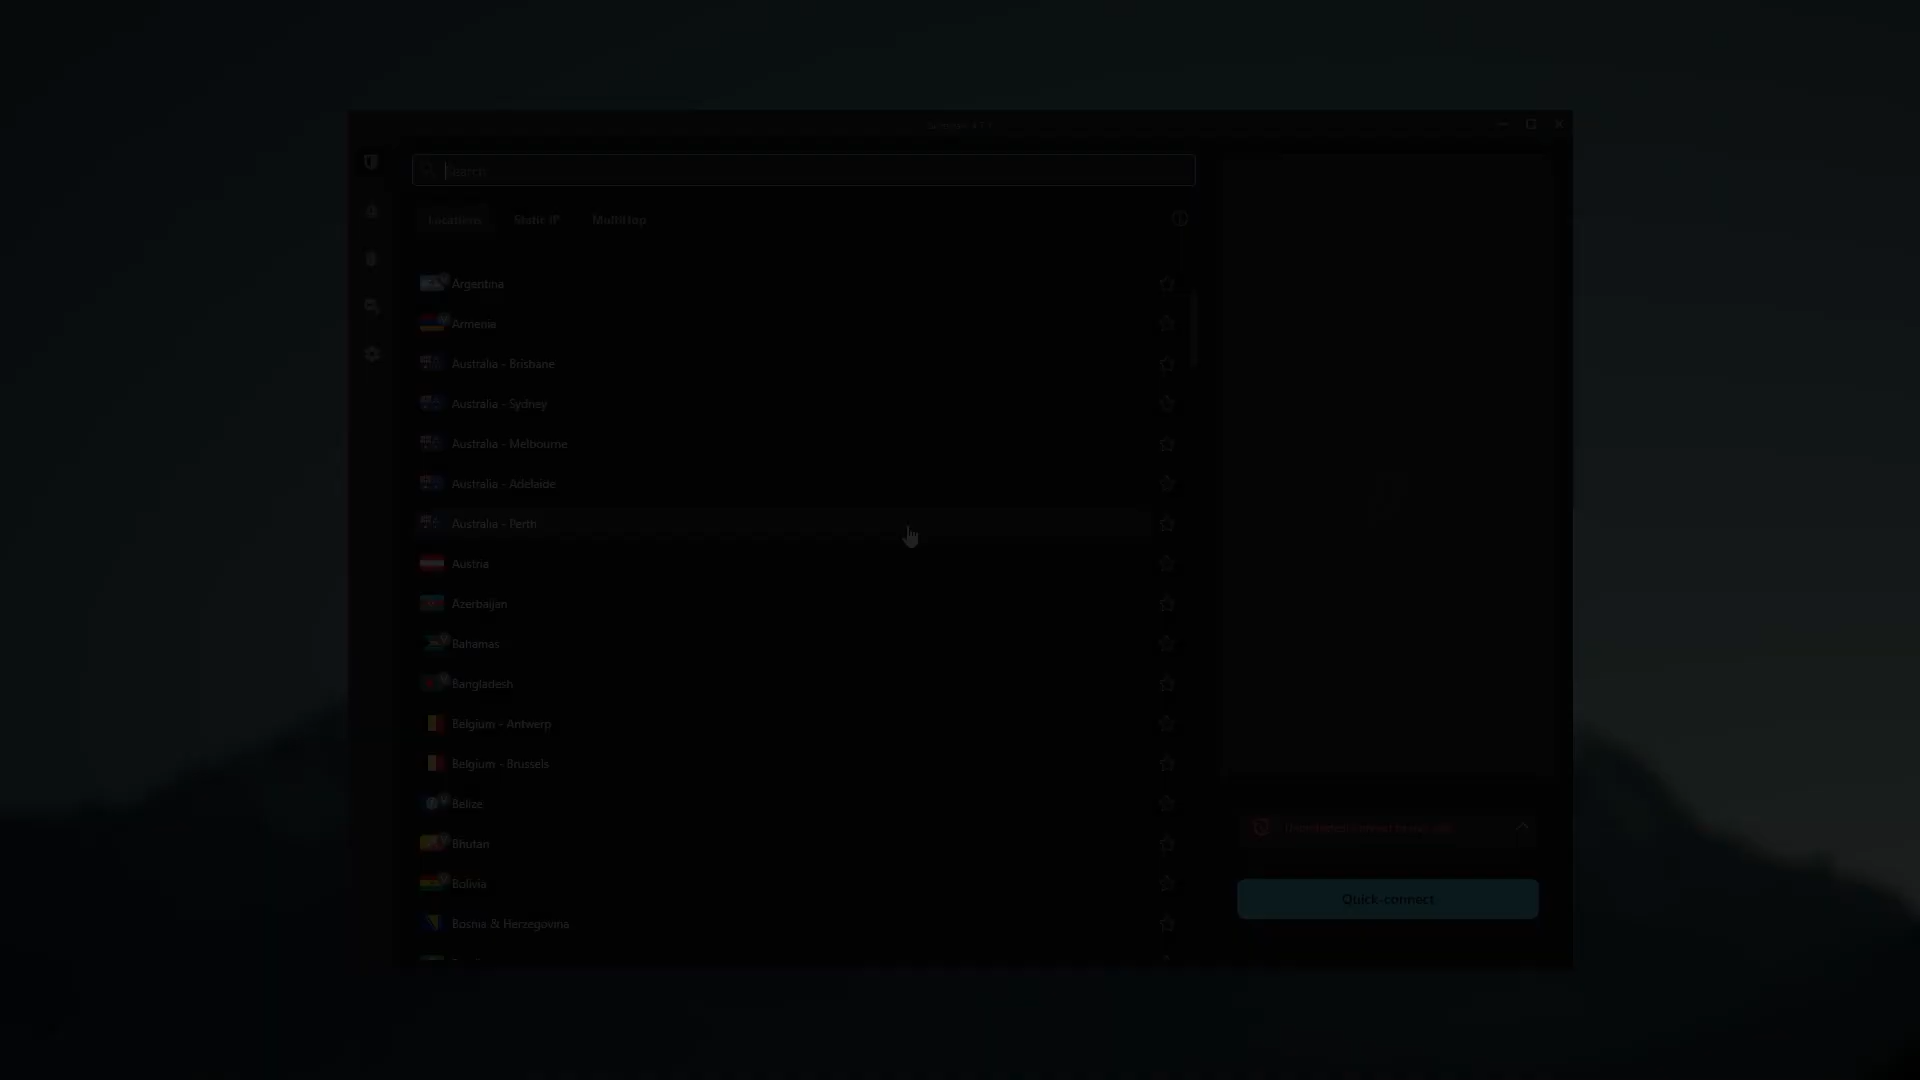 Search
Locations Static IP MultiHop
Argentina
Armenia
Australia - Brisbane
Australia - Sydney
Australia - Melbourne
Australia - Adelaide
Australia - Perth
Austria
Azerbaijan
Bahamas
Bangladesh
Belgium - Antwerp
Belgium - Brussels
Belize
Bhutan
Bolivia
Bosnia & Herzegovina
Quick-connect